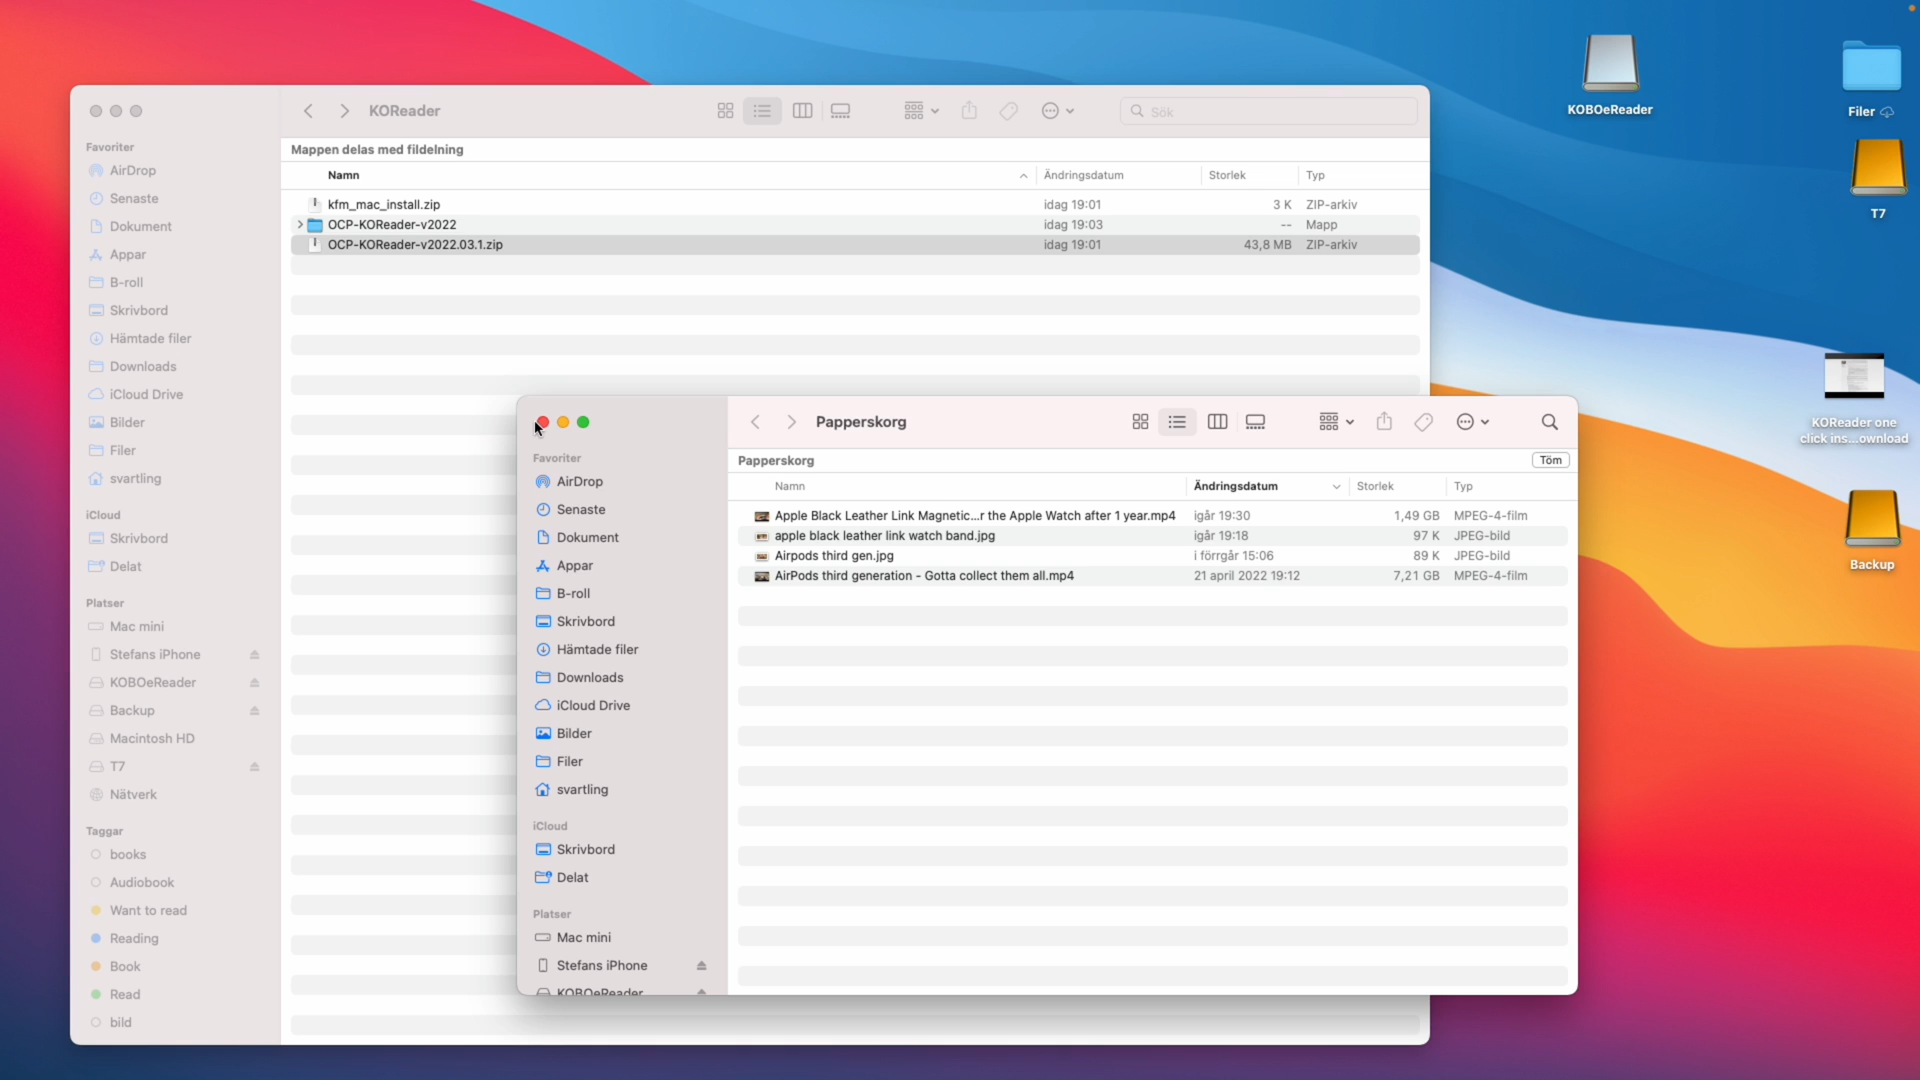 KOReader
Sök
Favoriter
AirDrop
Senaste
Dokument
Appar
B-roll
Skrivbord
Hämtade filer
Downloads
iCloud Drive
Bilder
Filer
svartling
iCloud
Skrivbord
Delat
Platser
Mac mini
Stefans iPhone
KOBOeReader
Backup
Macintosh HD
T7
Nätverk
Taggar
books
Audiobook
Want to read
Reading
Book
Read
bild
Mappen delas med fildelning
Namn Ändringsdatum Storlek Typ
kfm_mac_install.zip idag 19:01 3 K ZIP-arkiv
OCP-KOReader-v2022 idag 19:03 -- Mapp
OCP-KOReader-v2022.03.1.zip idag 19:01 43,8 MB ZIP-arkiv
Papperskorg
Favoriter
AirDrop
Senaste
Dokument
Appar
B-roll
Skrivbord
Hämtade filer
Downloads
iCloud Drive
Bilder
Filer
svartling
iCloud
Skrivbord
Delat
Platser
Mac mini
Stefans iPhone
KOBOeReader
Papperskorg Töm
Namn Ändringsdatum Storlek Typ
Apple Black Leather Link Magnetic...r the Apple Watch after 1 year.mp4 igår 19:30 1,49 GB MPEG-4-film
apple black leather link watch band.jpg igår 19:18 97 K JPEG-bild
Airpods third gen.jpg i förrgår 15:06 89 K JPEG-bild
AirPods third generation - Gotta collect them all.mp4 21 april 2022 19:12 7,21 GB MPEG-4-film
KOBOeReader
Filer
T7
KOReader one
click ins...ownload
Backup